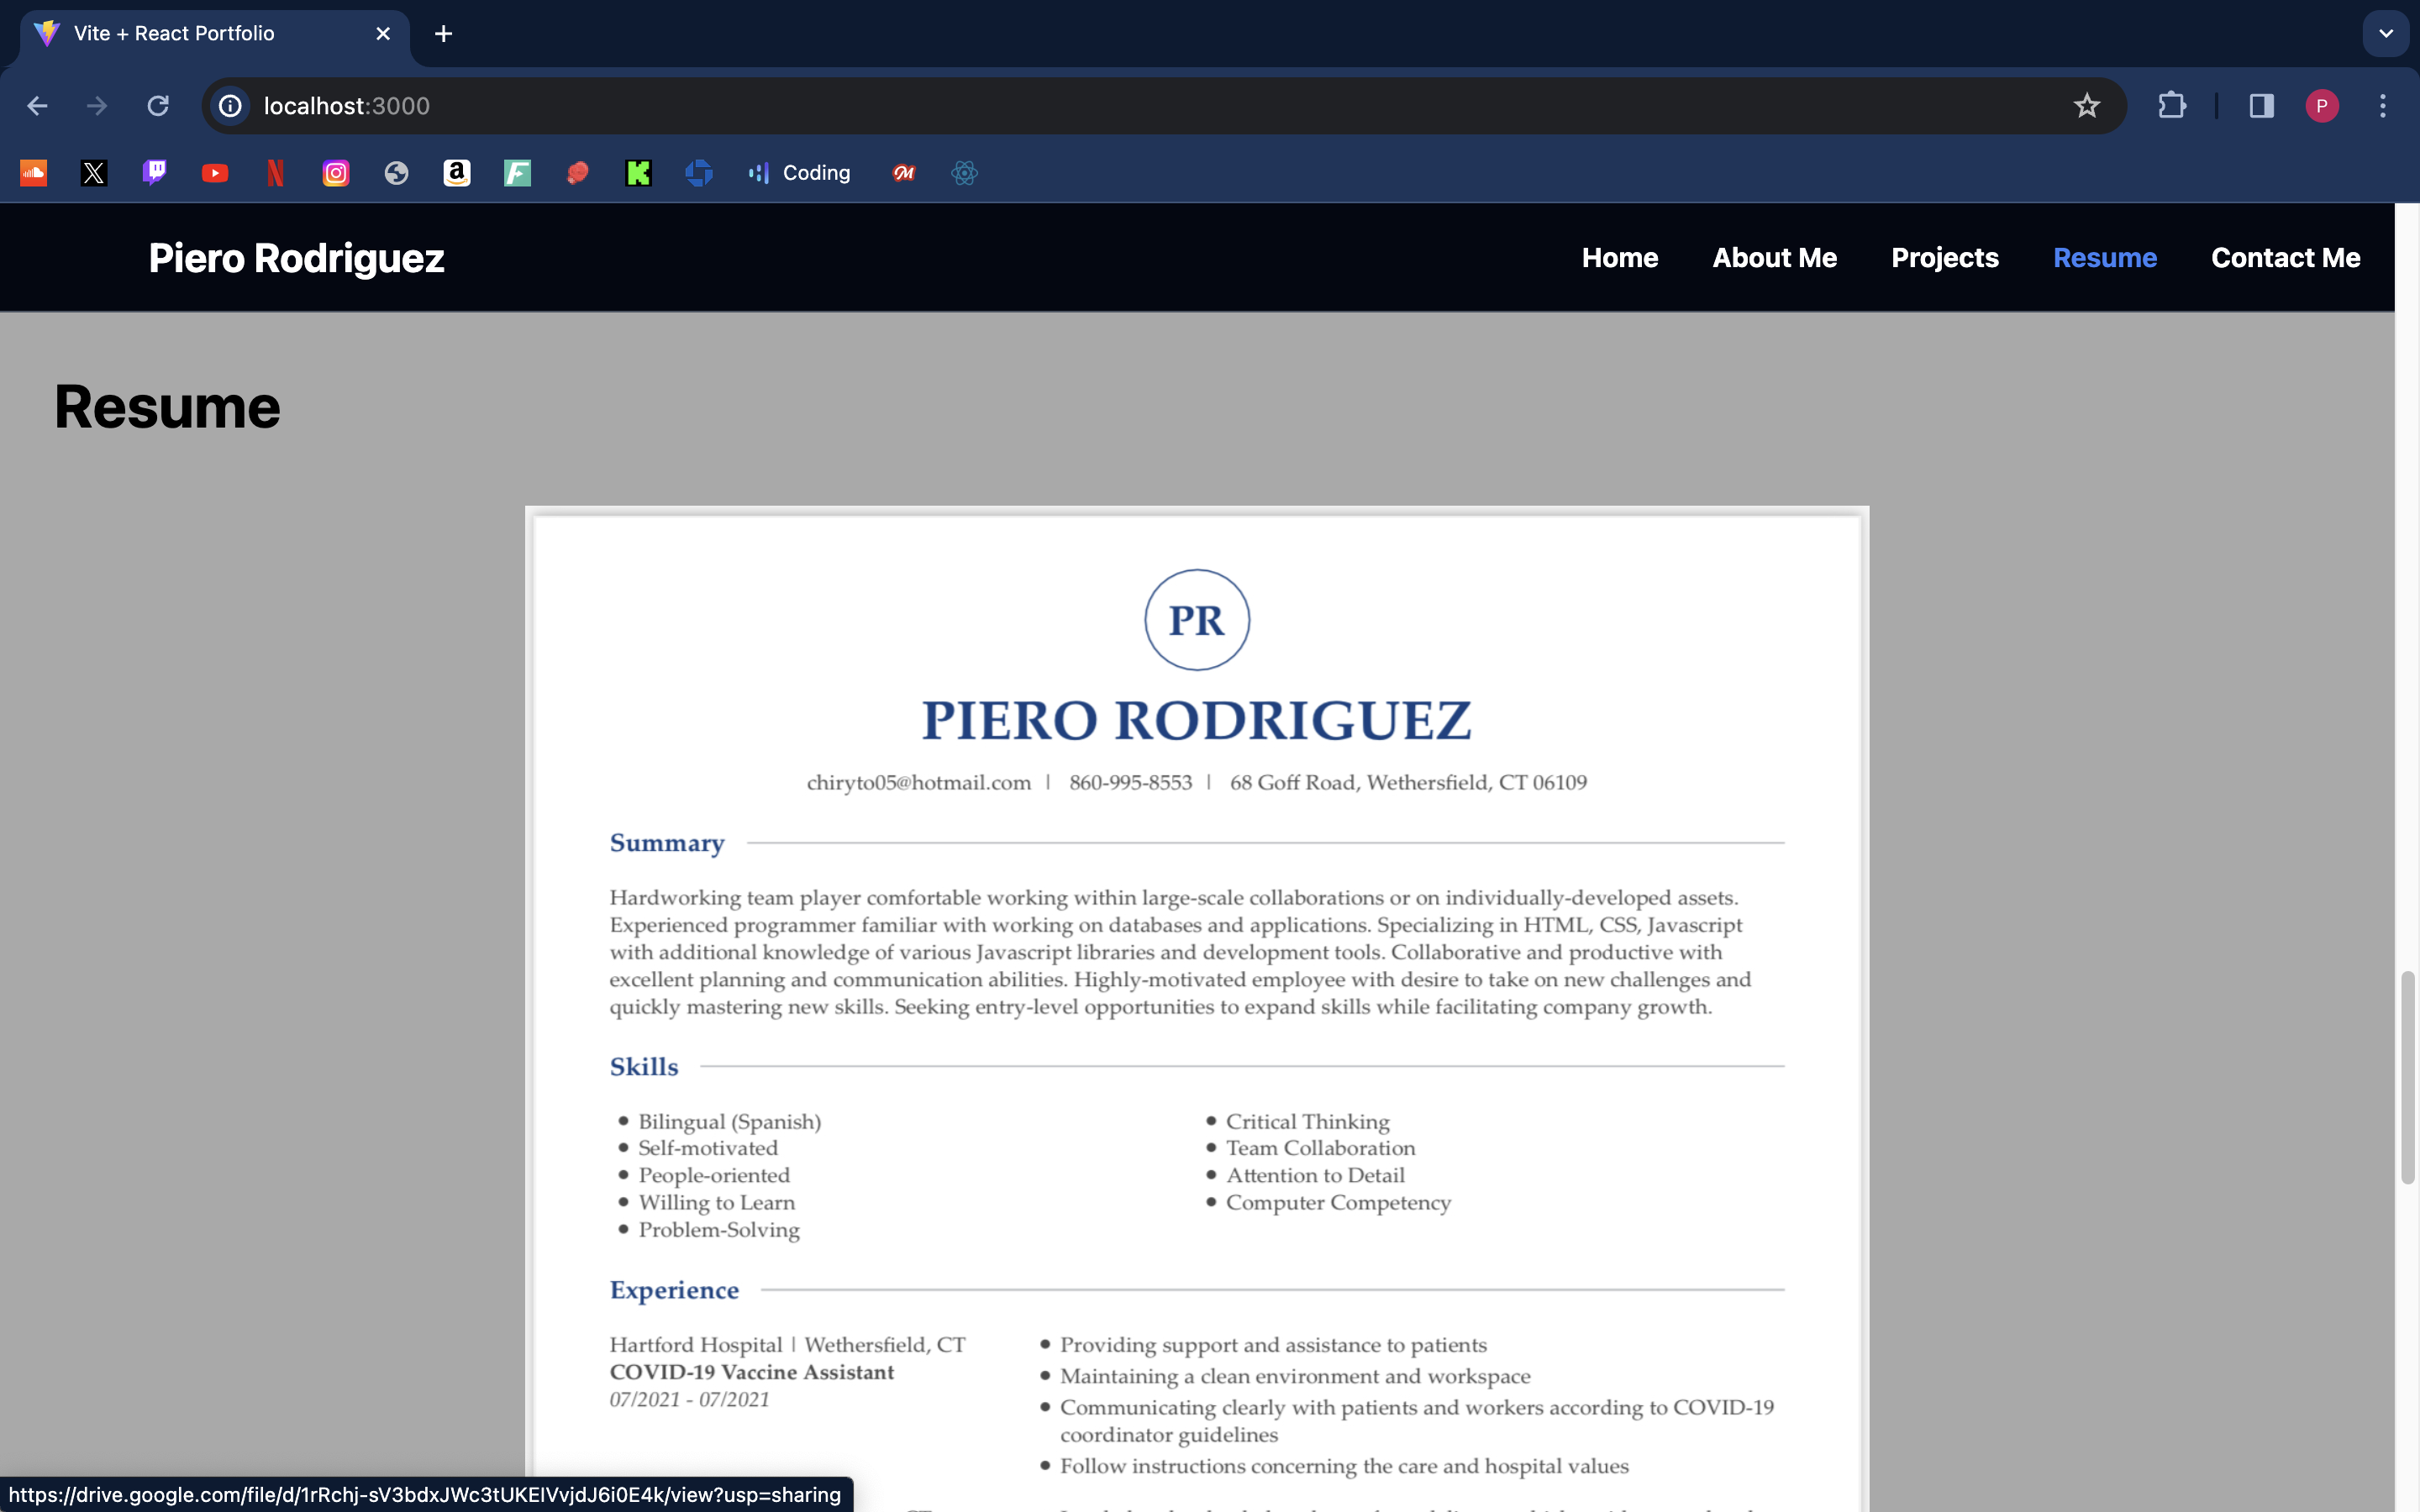 Vite + React Portfolio
localhost:3000
P
Coding
Piero Rodriguez
Home
About Me
Projects
Resume
Contact Me
Resume
PR
PIERO RODRIGUEZ
chiryto05@hotmail.com | 860-995-8553 | 68 Goff Road, Wethersfield, CT 06109
Summary
Hardworking team player comfortable working within large-scale collaborations or on individually-developed assets.
Experienced programmer familiar with working on databases and applications. Specializing in HTML, CSS, Javascript
with additional knowledge of various Javascript libraries and development tools. Collaborative and productive with
excellent planning and communication abilities. Highly-motivated employee with desire to take on new challenges and
quickly mastering new skills. Seeking entry-level opportunities to expand skills while facilitating company growth.
Skills
• Bilingual (Spanish)
• Self-motivated
• People-oriented
• Willing to Learn
• Problem-Solving
• Critical Thinking
• Team Collaboration
• Attention to Detail
• Computer Competency
Experience
Hartford Hospital | Wethersfield, CT
COVID-19 Vaccine Assistant
07/2021 - 07/2021
• Providing support and assistance to patients
• Maintaining a clean environment and workspace
• Communicating clearly with patients and workers according to COVID-19
coordinator guidelines
• Follow instructions concerning the care and hospital values
https://drive.google.com/file/d/1rRchj-sV3bdxJWc3tUKEIVvjdJ6i0E4k/view?usp=sharing